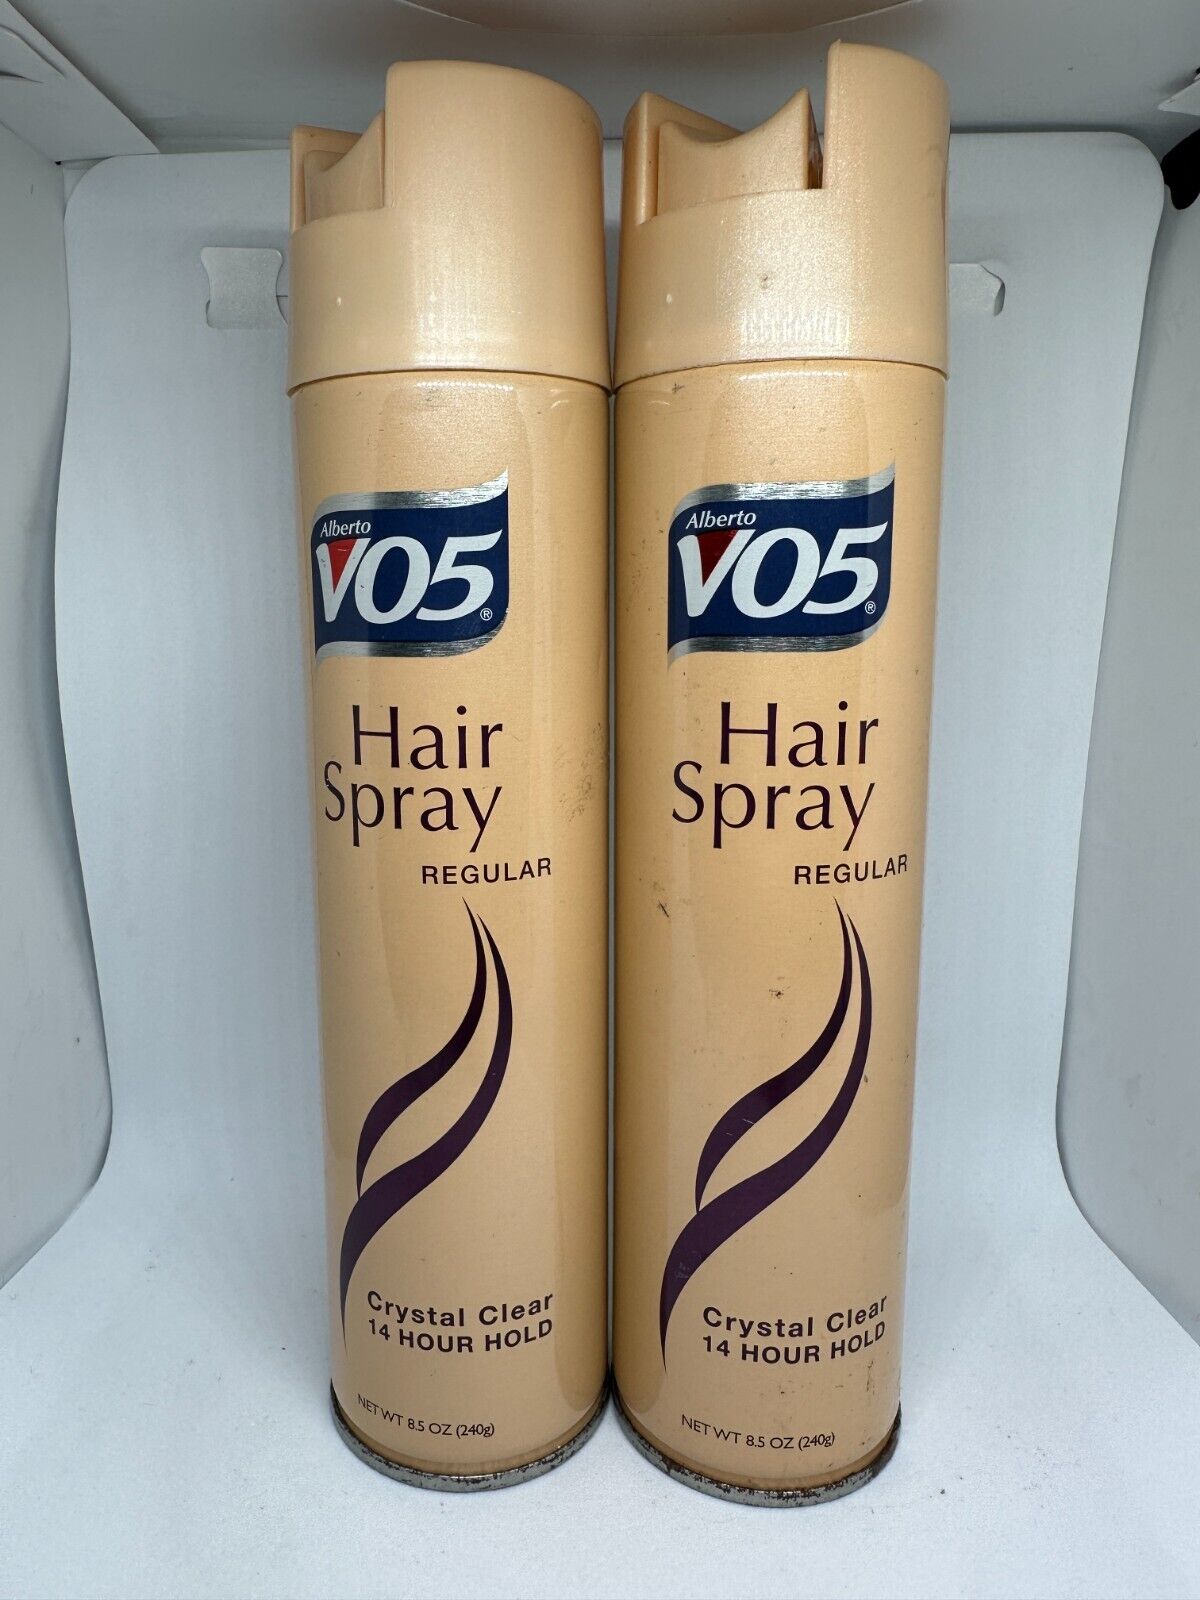 Alberto
VO5®
Hair
Spray
REGULAR
Crystal Clear
14 HOUR HOLD
NET WT 8.5 OZ (240g)
Alberto
VO5®
Hair
Spray
REGULAR
Crystal Clear
14 HOUR HOLD
NET WT 8.5 OZ (240g)